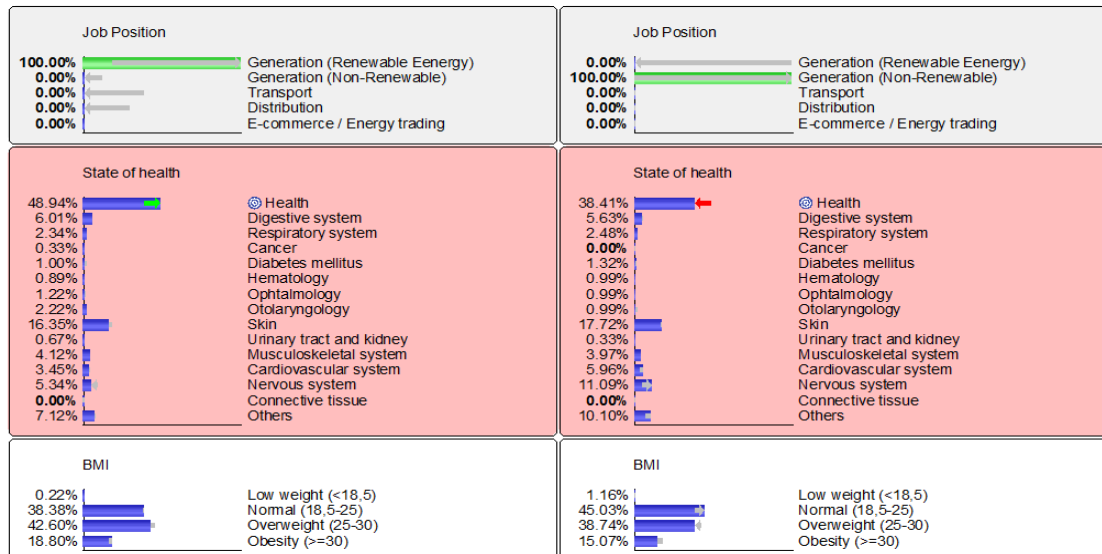 Job Position
100.00% Generation (Renewable Eenergy)
0.00% Generation (Non-Renewable)
0.00% Transport
0.00% Distribution
0.00% E-commerce / Energy trading
State of health
48.94% Health
6.01% Digestive system
2.34% Respiratory system
0.33% Cancer
1.00% Diabetes mellitus
0.89% Hematology
1.22% Ophtalmology
2.22% Otolaryngology
16.35% Skin
0.67% Urinary tract and kidney
4.12% Musculoskeletal system
3.45% Cardiovascular system
5.34% Nervous system
0.00% Connective tissue
7.12% Others
BMI
0.22% Low weight (<18,5)
38.38% Normal (18,5-25)
42.60% Overweight (25-30)
18.80% Obesity (>=30)
Job Position
0.00% Generation (Renewable Eenergy)
100.00% Generation (Non-Renewable)
0.00% Transport
0.00% Distribution
0.00% E-commerce / Energy trading
State of health
38.41% Health
5.63% Digestive system
2.48% Respiratory system
0.00% Cancer
1.32% Diabetes mellitus
0.99% Hematology
0.99% Ophtalmology
0.99% Otolaryngology
17.72% Skin
0.33% Urinary tract and kidney
3.97% Musculoskeletal system
5.96% Cardiovascular system
11.09% Nervous system
0.00% Connective tissue
10.10% Others
BMI
1.16% Low weight (<18,5)
45.03% Normal (18,5-25)
38.74% Overweight (25-30)
15.07% Obesity (>=30)